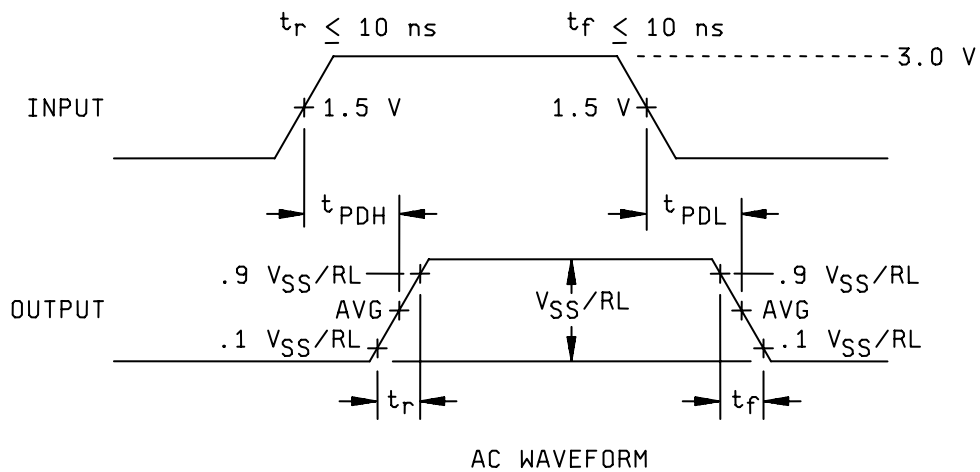 tr ≤ 10 ns
tf ≤ 10 ns
3.0 V
INPUT
1.5 V
1.5 V
tPDH
tPDL
.9 VSS/RL
.9 VSS/RL
OUTPUT
AVG
VSS/RL
AVG
.1 VSS/RL
.1 VSS/RL
tr
tf
AC WAVEFORM